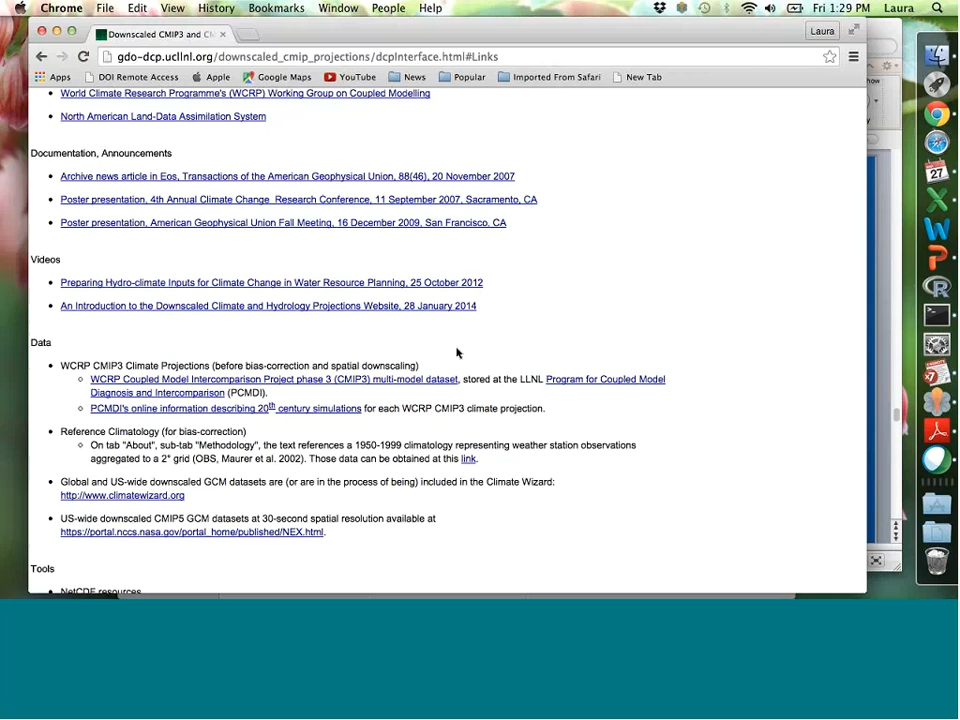 Chrome File Edit View History Bookmarks Window People Help Fri 1:29 PM Laura
Downscaled CMIP3 and CM × Laura
gdo-dcp.ucllnl.org/downscaled_cmip_projections/dcpInterface.html#Links
Apps DOI Remote Access Apple Google Maps YouTube News Popular Imported From Safari New Tab
• World Climate Research Programme's (WCRP) Working Group on Coupled Modelling
• North American Land-Data Assimilation System
Documentation, Announcements
• Archive news article in Eos, Transactions of the American Geophysical Union, 88(46), 20 November 2007
• Poster presentation, 4th Annual Climate Change Research Conference, 11 September 2007, Sacramento, CA
• Poster presentation, American Geophysical Union Fall Meeting, 16 December 2009, San Francisco, CA
Videos
• Preparing Hydro-climate Inputs for Climate Change in Water Resource Planning, 25 October 2012
• An Introduction to the Downscaled Climate and Hydrology Projections Website, 28 January 2014
Data
• WCRP CMIP3 Climate Projections (before bias-correction and spatial downscaling)
○ WCRP Coupled Model Intercomparison Project phase 3 (CMIP3) multi-model dataset, stored at the LLNL Program for Coupled Model
Diagnosis and Intercomparison (PCMDI).
○ PCMDI's online information describing 20th century simulations for each WCRP CMIP3 climate projection.
• Reference Climatology (for bias-correction)
○ On tab "About", sub-tab "Methodology", the text references a 1950-1999 climatology representing weather station observations
aggregated to a 2° grid (OBS, Maurer et al. 2002). Those data can be obtained at this link.
• Global and US-wide downscaled GCM datasets are (or are in the process of being) included in the Climate Wizard:
http://www.climatewizard.org
• US-wide downscaled CMIP5 GCM datasets at 30-second spatial resolution available at
https://portal.nccs.nasa.gov/portal_home/published/NEX.html.
Tools
• NetCDF resources